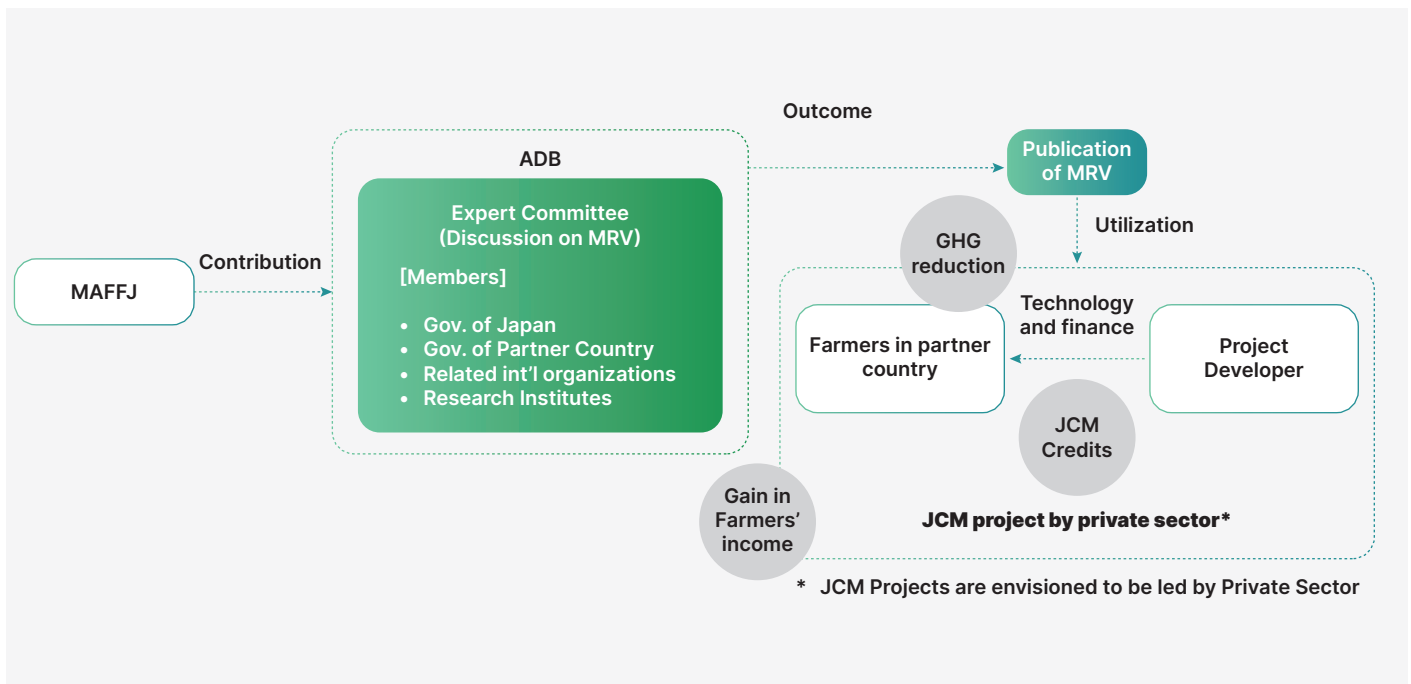 MAFFJ
Contribution
ADB
Expert Committee
(Discussion on MRV)
[Members]
• Gov. of Japan
• Gov. of Partner Country
• Related int’l organizations
• Research Institutes
Outcome
Publication
of MRV
Utilization
GHG
reduction
Farmers in partner
country
Technology
and finance
Project
Developer
JCM
Credits
Gain in
Farmers’
income
JCM project by private sector*
* JCM Projects are envisioned to be led by Private Sector